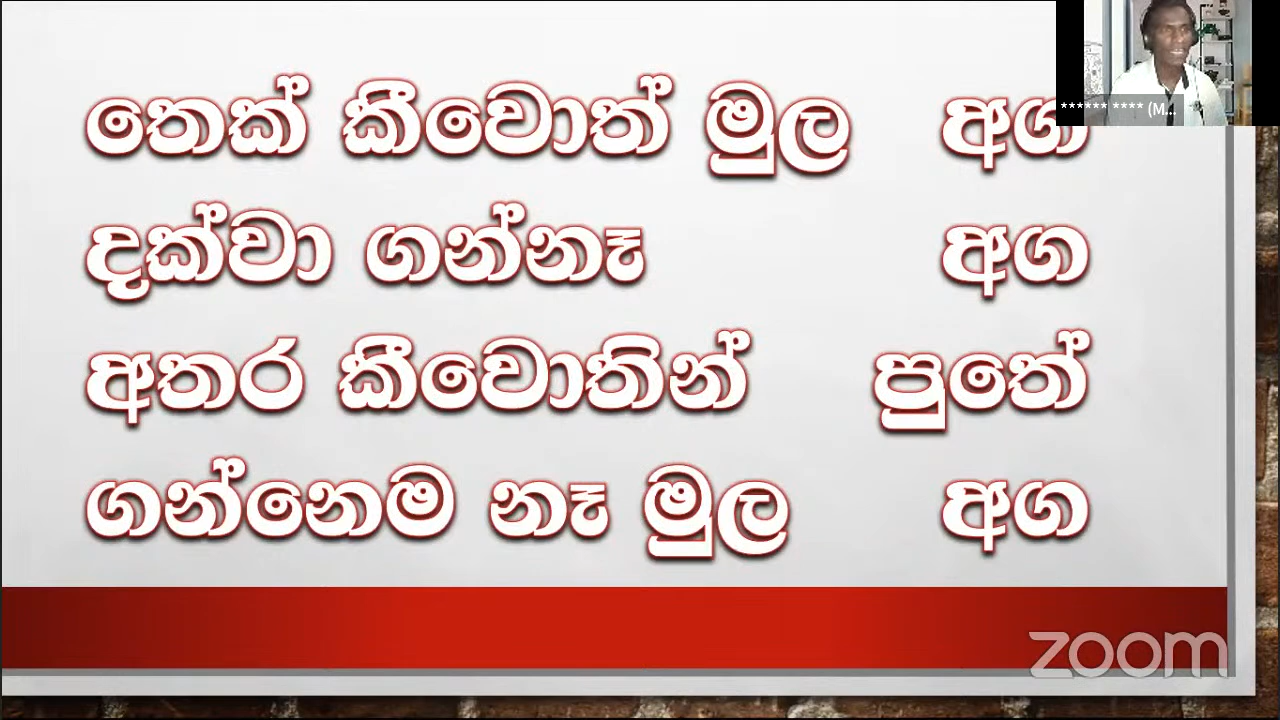 තෙක් කීවොත් මුල අග
දක්වා ගන්නෑ අග
අතර කීවොතින් පුතේ
ගන්නෙම නෑ මුල අග
****** **** (M...
zoom